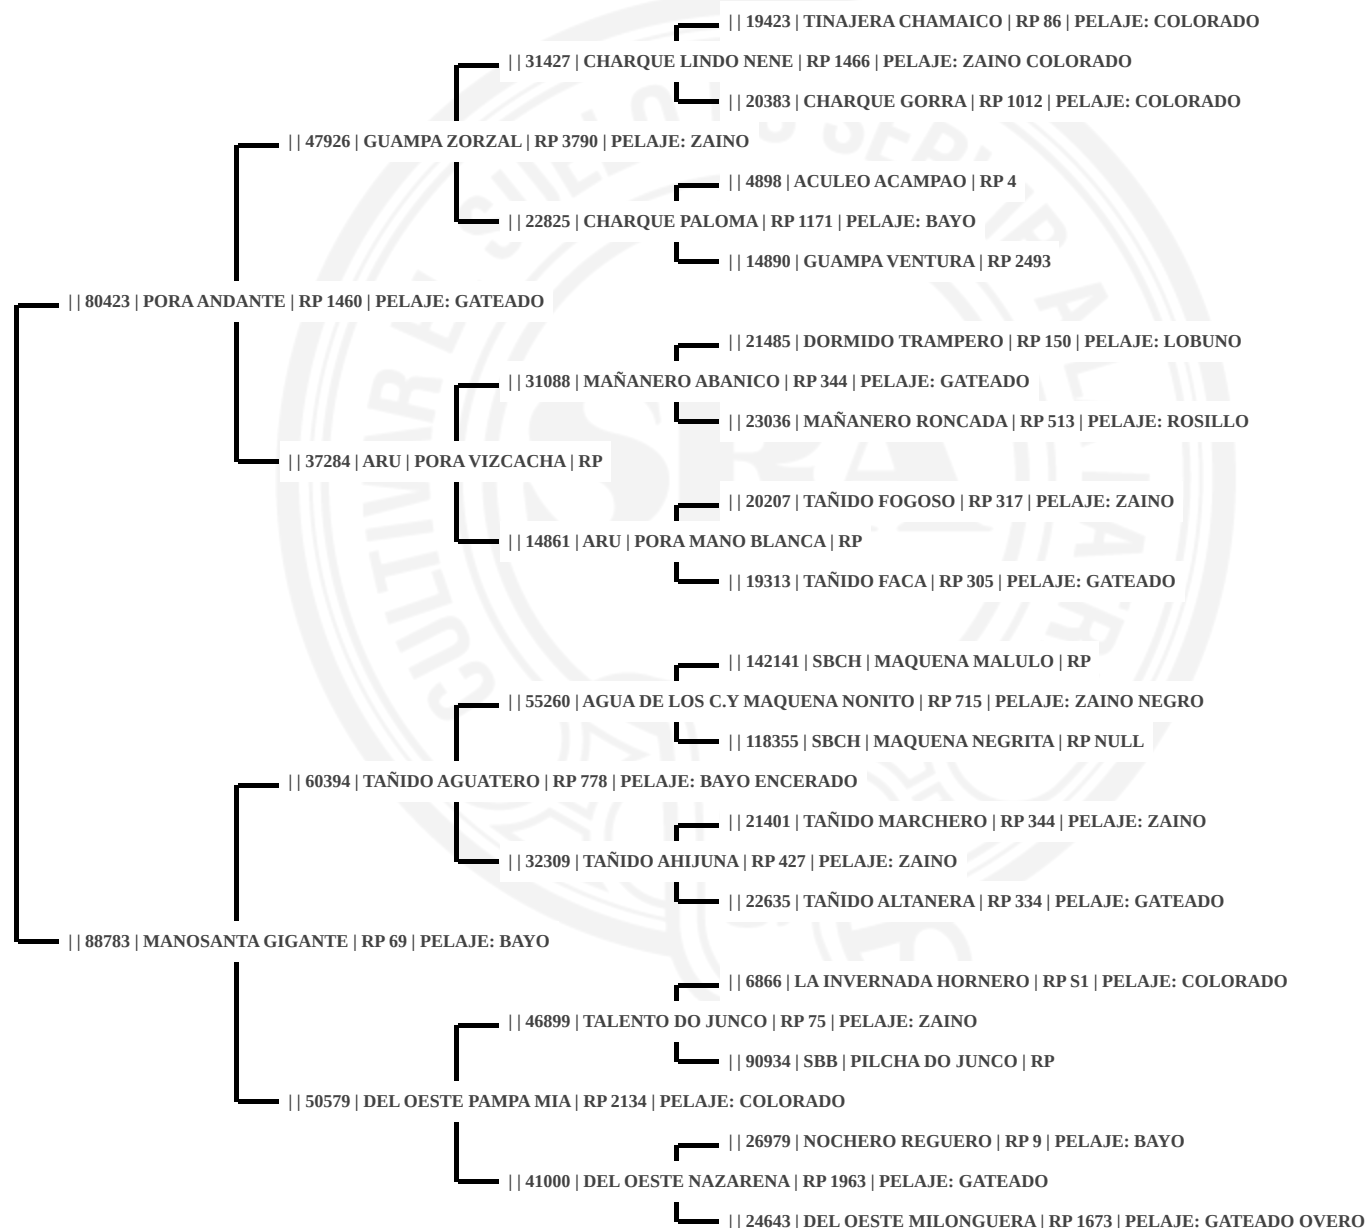 | | 19423 | TINAJERA CHAMAICO | RP 86 | PELAJE: COLORADO
| | 31427 | CHARQUE LINDO NENE | RP 1466 | PELAJE: ZAINO COLORADO
| | 20383 | CHARQUE GORRA | RP 1012 | PELAJE: COLORADO
| | 47926 | GUAMPA ZORZAL | RP 3790 | PELAJE: ZAINO
| | 4898 | ACULEO ACAMPAO | RP 4
| | 22825 | CHARQUE PALOMA | RP 1171 | PELAJE: BAYO
| | 14890 | GUAMPA VENTURA | RP 2493
| | 80423 | PORA ANDANTE | RP 1460 | PELAJE: GATEADO
| | 21485 | DORMIDO TRAMPERO | RP 150 | PELAJE: LOBUNO
| | 31088 | MAÑANERO ABANICO | RP 344 | PELAJE: GATEADO
| | 23036 | MAÑANERO RONCADA | RP 513 | PELAJE: ROSILLO
| | 37284 | ARU | PORA VIZCACHA | RP
| | 20207 | TAÑIDO FOGOSO | RP 317 | PELAJE: ZAINO
| | 14861 | ARU | PORA MANO BLANCA | RP
| | 19313 | TAÑIDO FACA | RP 305 | PELAJE: GATEADO
| | 142141 | SBCH | MAQUENA MALULO | RP
| | 55260 | AGUA DE LOS C.Y MAQUENA NONITO | RP 715 | PELAJE: ZAINO NEGRO
| | 118355 | SBCH | MAQUENA NEGRITA | RP NULL
| | 60394 | TAÑIDO AGUATERO | RP 778 | PELAJE: BAYO ENCERADO
| | 21401 | TAÑIDO MARCHERO | RP 344 | PELAJE: ZAINO
| | 32309 | TAÑIDO AHIJUNA | RP 427 | PELAJE: ZAINO
| | 22635 | TAÑIDO ALTANERA | RP 334 | PELAJE: GATEADO
| | 88783 | MANOSANTA GIGANTE | RP 69 | PELAJE: BAYO
| | 6866 | LA INVERNADA HORNERO | RP S1 | PELAJE: COLORADO
| | 46899 | TALENTO DO JUNCO | RP 75 | PELAJE: ZAINO
| | 90934 | SBB | PILCHA DO JUNCO | RP
| | 50579 | DEL OESTE PAMPA MIA | RP 2134 | PELAJE: COLORADO
| | 26979 | NOCHERO REGUERO | RP 9 | PELAJE: BAYO
| | 41000 | DEL OESTE NAZARENA | RP 1963 | PELAJE: GATEADO
| | 24643 | DEL OESTE MILONGUERA | RP 1673 | PELAJE: GATEADO OVERO